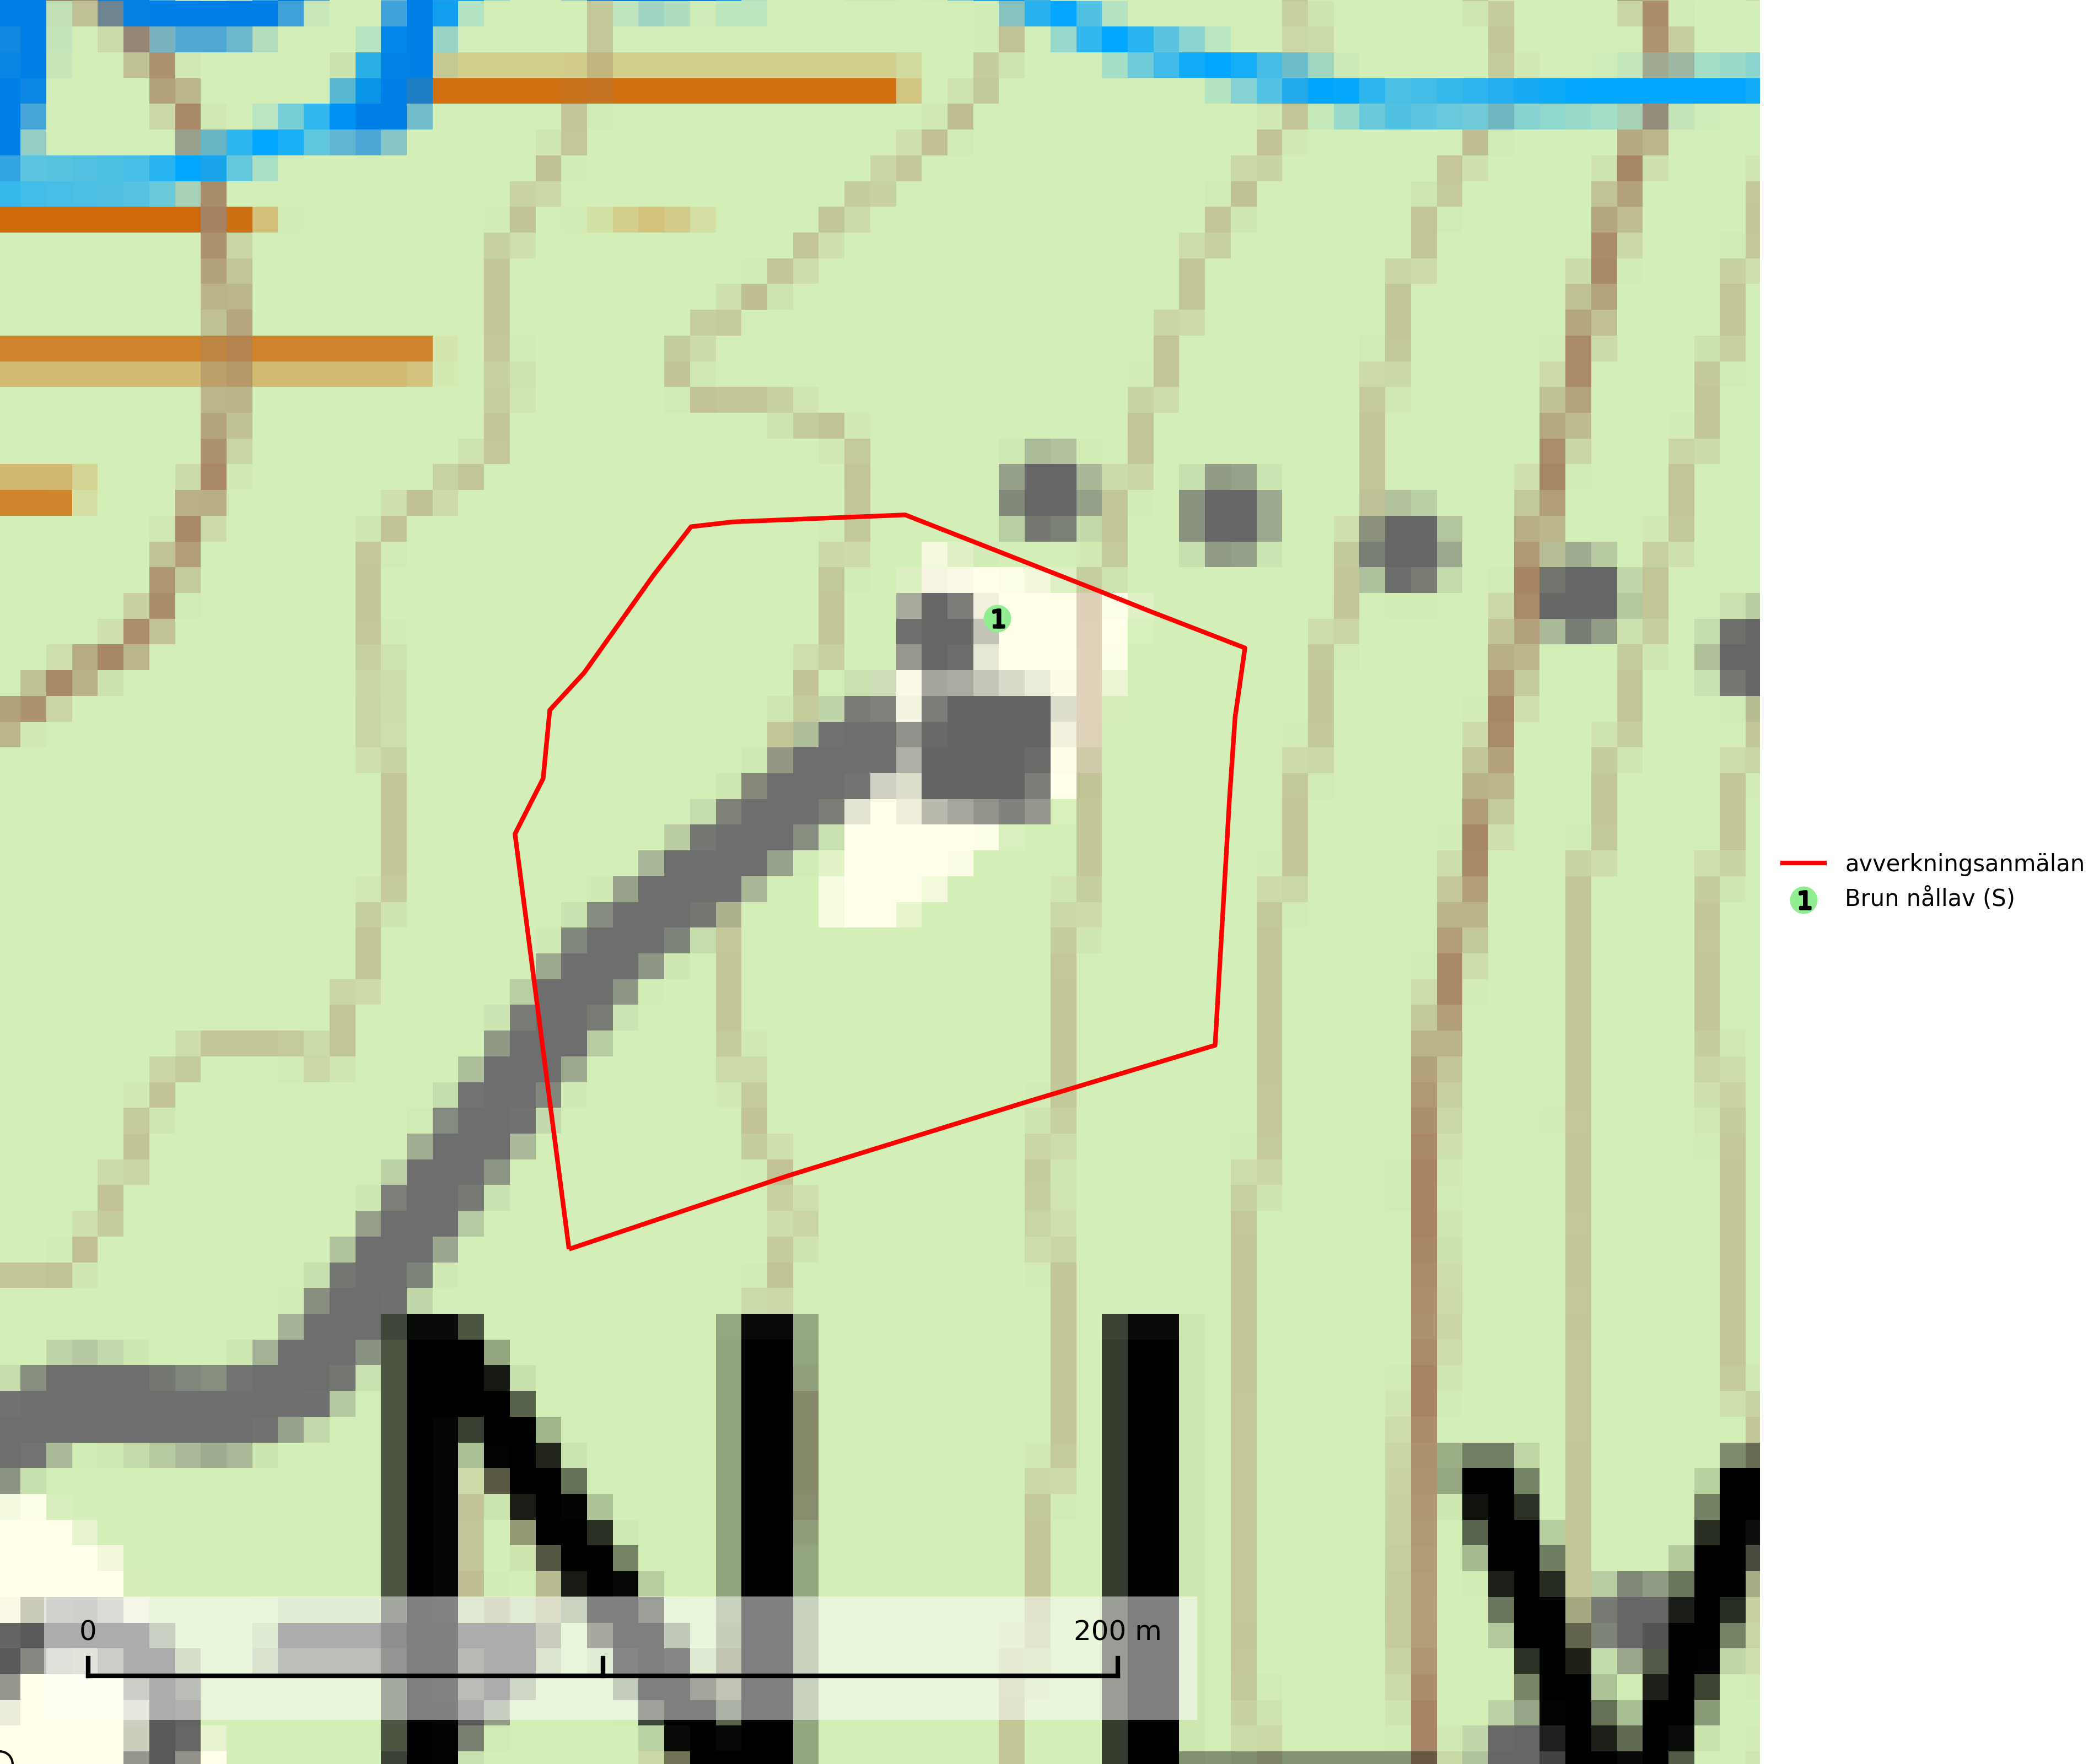 1
avverkningsanmälan
1 Brun nållav (S)
0 200 m